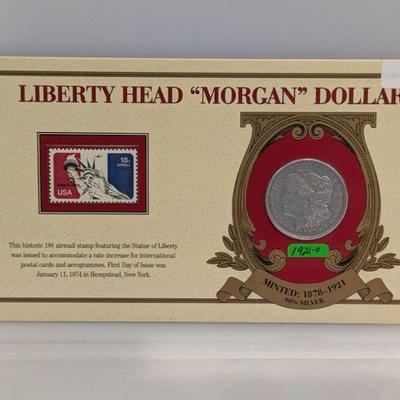 LIBERTY HEAD "MORGAN" DOLLAR
18c
AIRMAIL
USA
This historic 18¢ airmail stamp featuring the Statue of Liberty
was issued to accommodate a rate increase for international
postal cards and aerogrammes. First Day of Issue was
January 11, 1974 in Hempstead, New York.
1921-D
MINTED: 1878–1921
90% SILVER